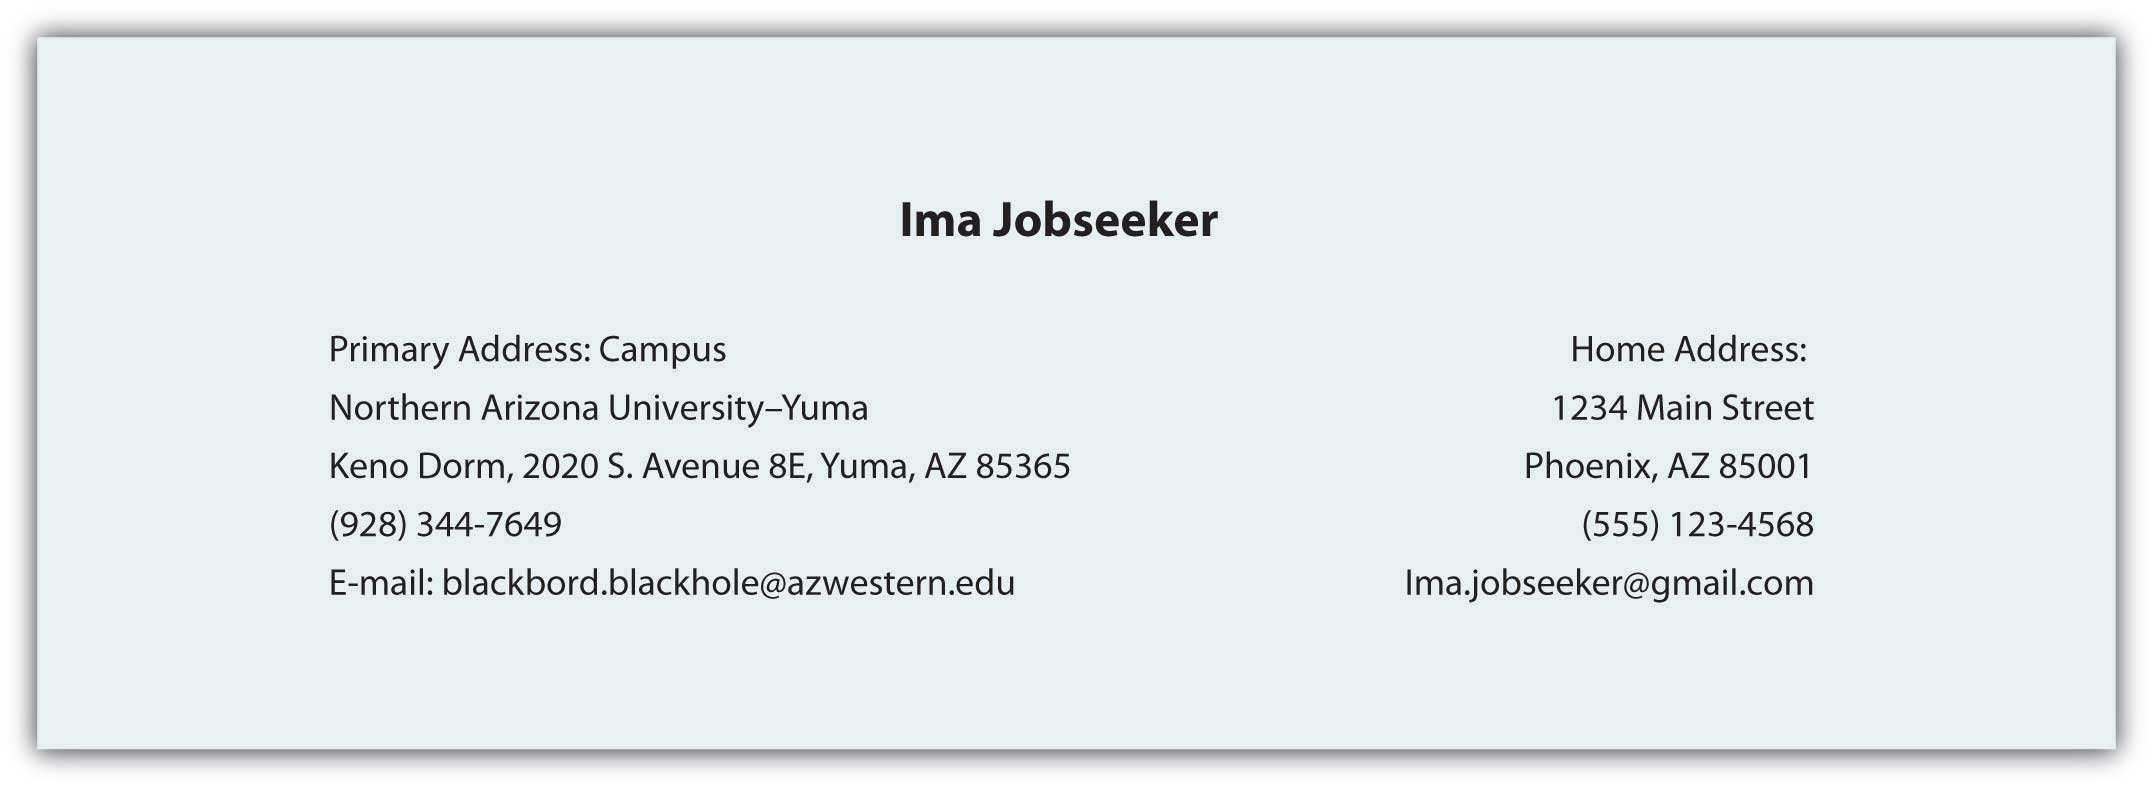 Ima Jobseeker
Primary Address: Campus
Northern Arizona University–Yuma
Keno Dorm, 2020 S. Avenue 8E, Yuma, AZ 85365
(928) 344-7649
E-mail: blackbord.blackhole@azwestern.edu
Home Address:
1234 Main Street
Phoenix, AZ 85001
(555) 123-4568
Ima.jobseeker@gmail.com